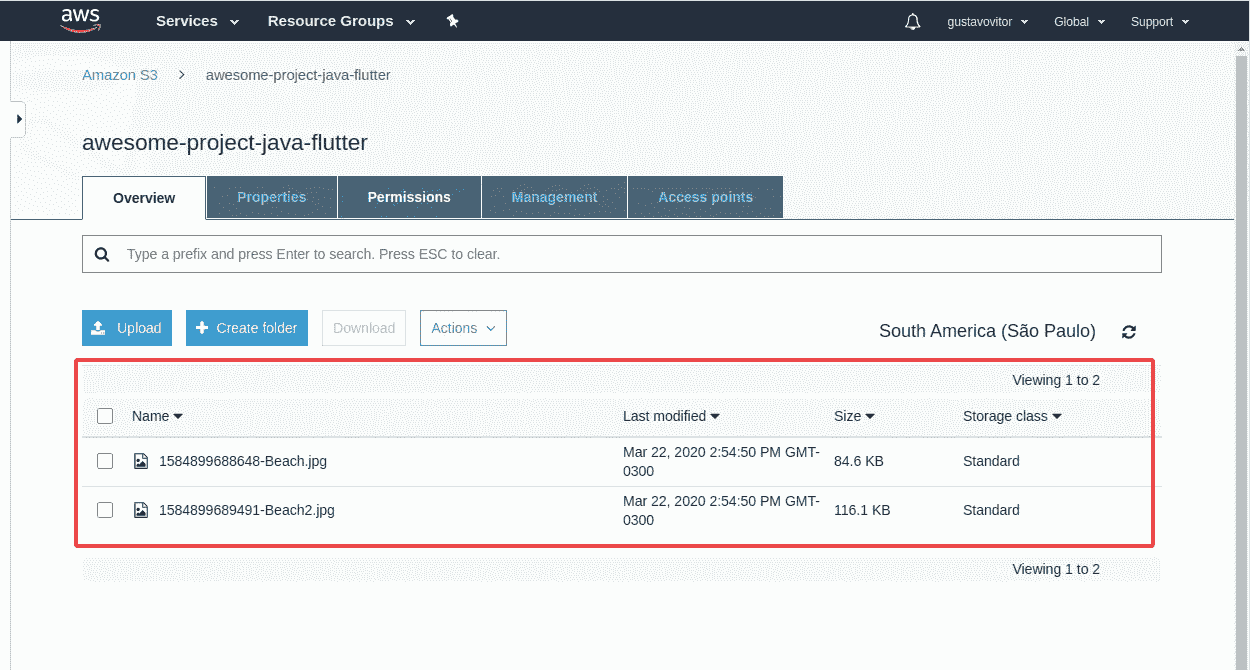 aws Services Resource Groups gustavovitor Global Support
Amazon S3 > awesome-project-java-flutter
awesome-project-java-flutter
Overview Properties Permissions Management Access points
Type a prefix and press Enter to search. Press ESC to clear.
Upload Create folder Download Actions South America (São Paulo)
Viewing 1 to 2
Name Last modified Size Storage class
1584899688648-Beach.jpg Mar 22, 2020 2:54:50 PM GMT- 84.6 KB Standard
0300
1584899689491-Beach2.jpg Mar 22, 2020 2:54:50 PM GMT- 116.1 KB Standard
0300
Viewing 1 to 2